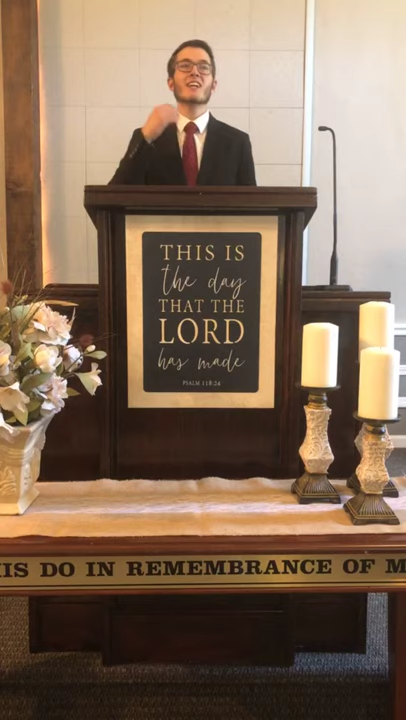 THIS IS
the day
THAT THE
LORD
has made
PSALM 118:24
IS DO IN REMEMBRANCE OF M